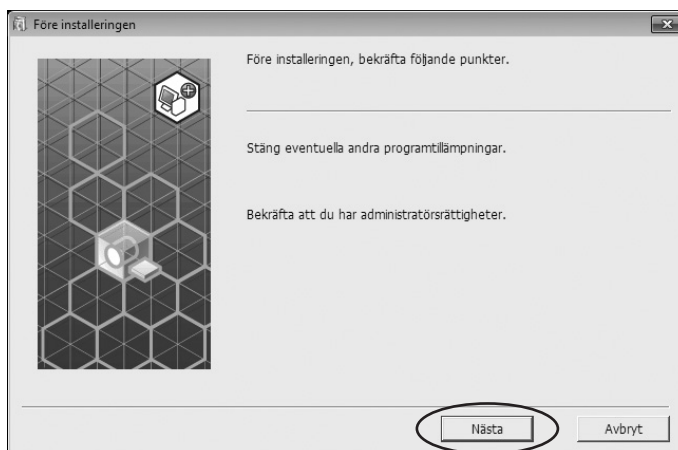 Före installeringen
Före installeringen, bekräfta följande punkter.
Stäng eventuella andra programtillämpningar.
Bekräfta att du har administratörsrättigheter.
Nästa
Avbryt